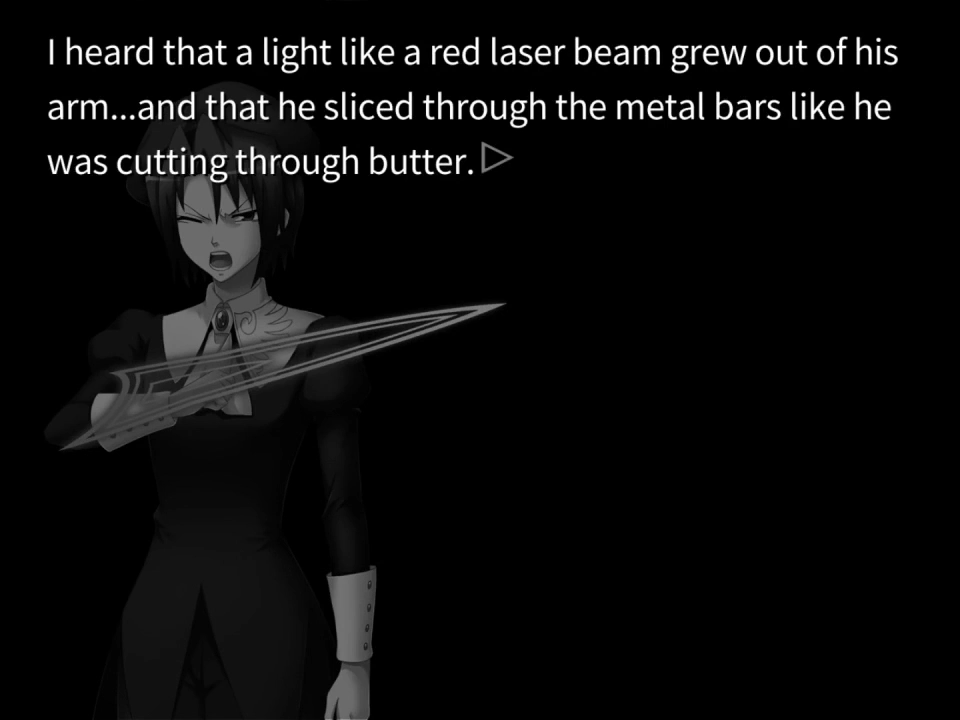 I heard that a light like a red laser beam grew out of his
arm...and that he sliced through the metal bars like he
was cutting through butter.